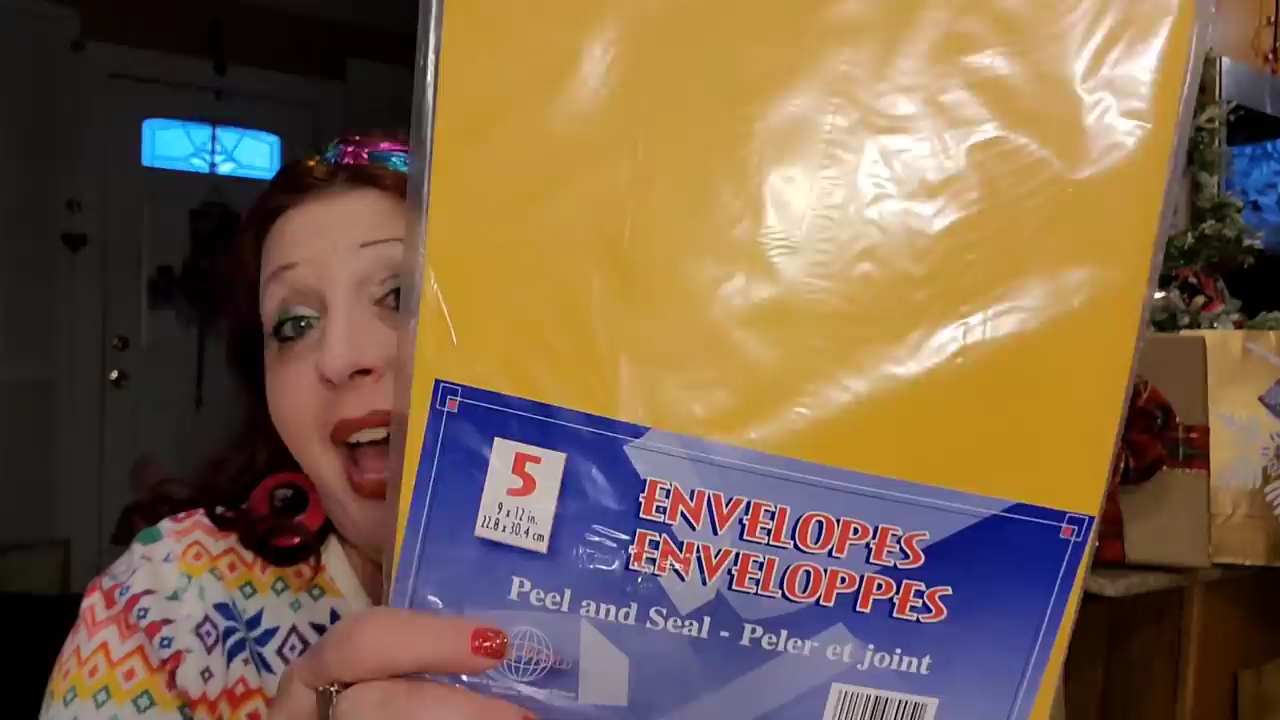 5
9 x 12 in.
22.8 x 30.4 cm
ENVELOPES
ENVELOPPES
Peel and Seal - Peler et joint